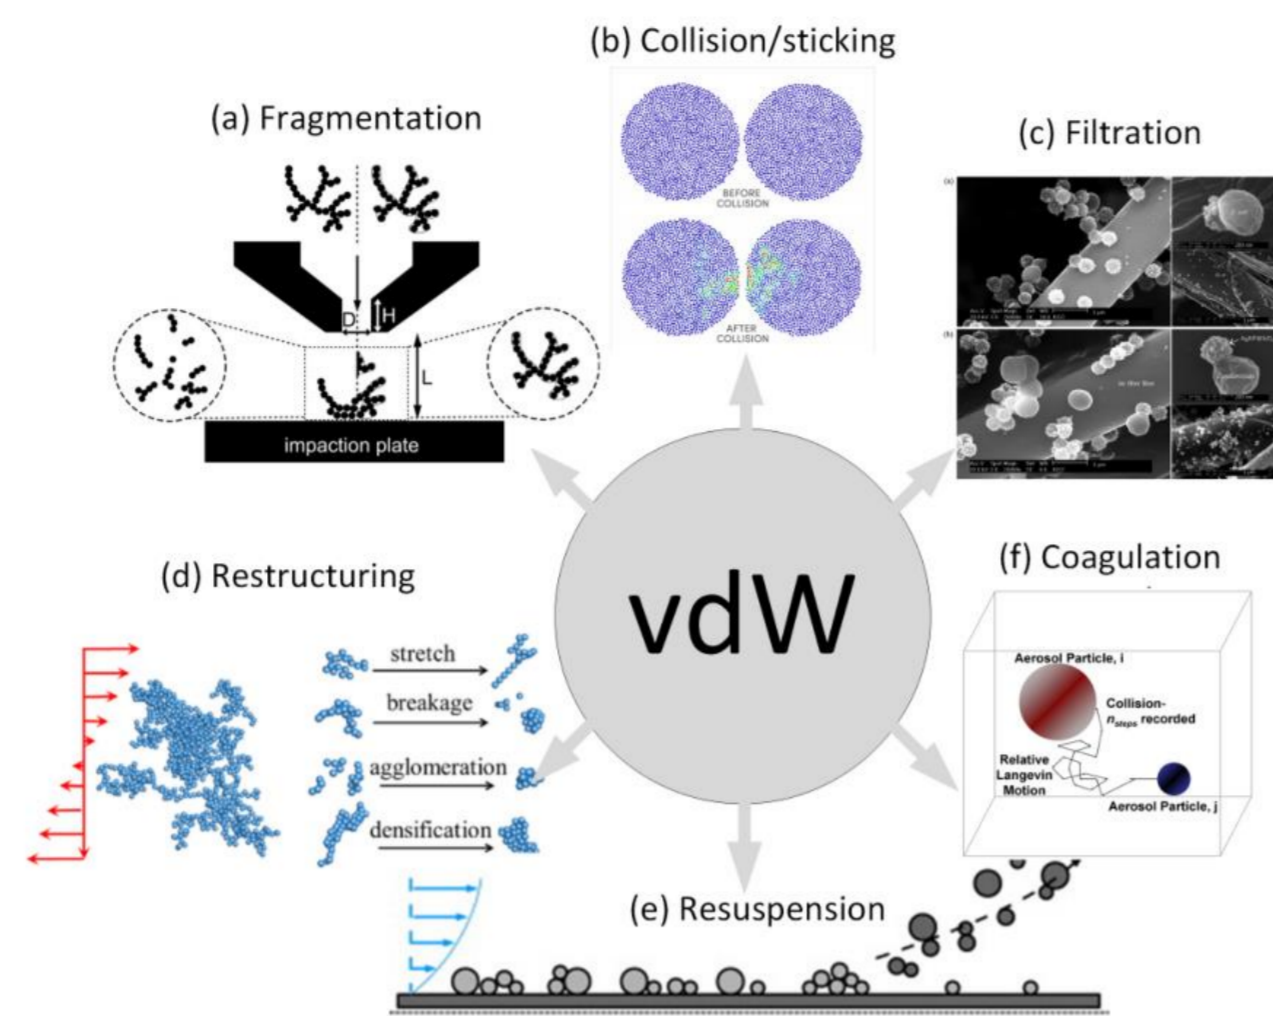 (b) Collision/sticking
(a) Fragmentation
(c) Filtration
BEFORE
COLLISION
AFTER
COLLISION
(a)
(b)
D
H
L
impaction plate
vdW
(d) Restructuring
stretch
breakage
agglomeration
densification
(f) Coagulation
Aerosol Particle, i
Collision-
nsteps recorded
Relative
Langevin
Motion
Aerosol Particle, j
(e) Resuspension